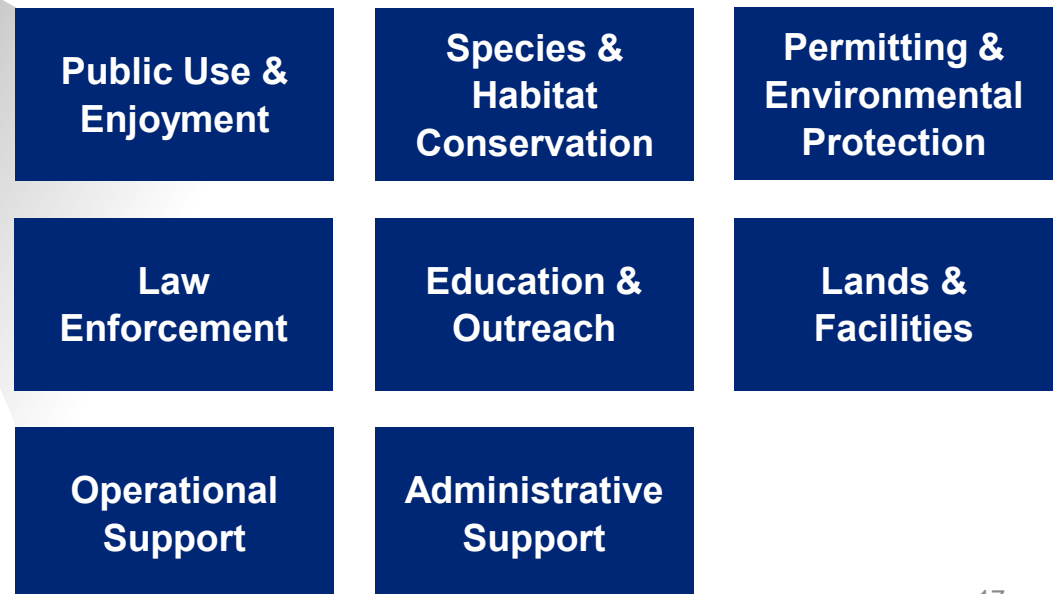 Public Use &
Enjoyment
Species &
Habitat
Conservation
Permitting &
Environmental
Protection
Law
Enforcement
Education &
Outreach
Lands &
Facilities
Operational
Support
Administrative
Support
17